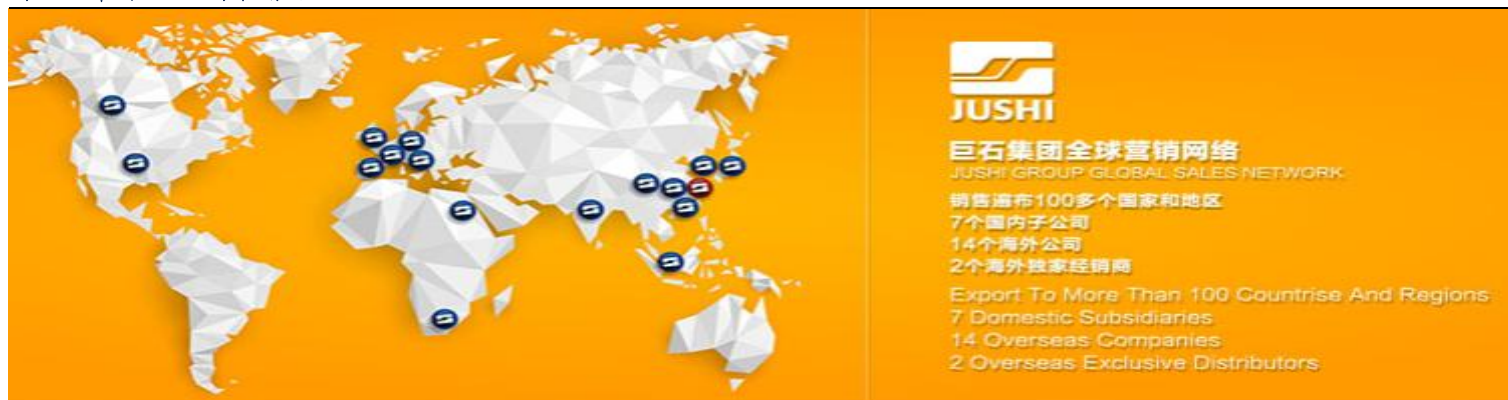 JUSHI
巨石集团全球营销网络
JUSHI GROUP GLOBAL SALES NETWORK
销售遍布100多个国家和地区
7个国内子公司
14个海外公司
2个海外独家经销商
Export To More Than 100 Countrise And Regions
7 Domestic Subsidiaries
14 Overseas Companies
2 Overseas Exclusive Distributors